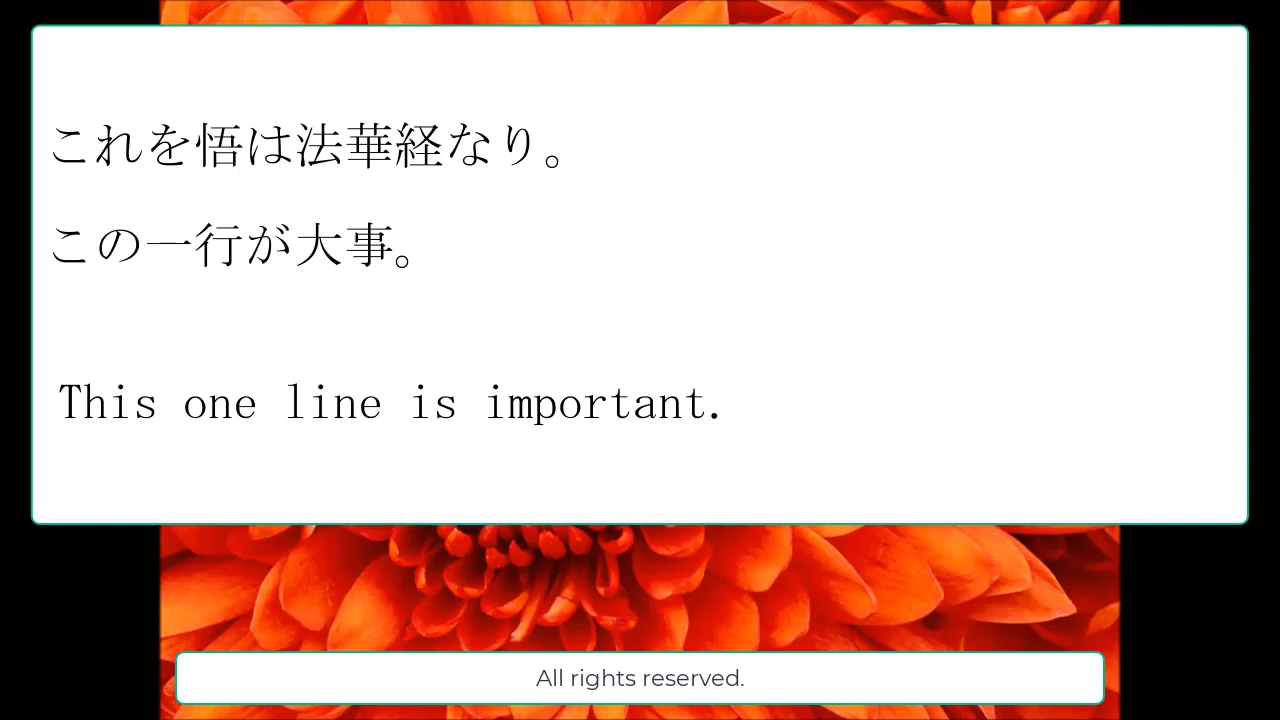 これを悟は法華経なり。
この一行が大事。
This one line is important.
All rights reserved.